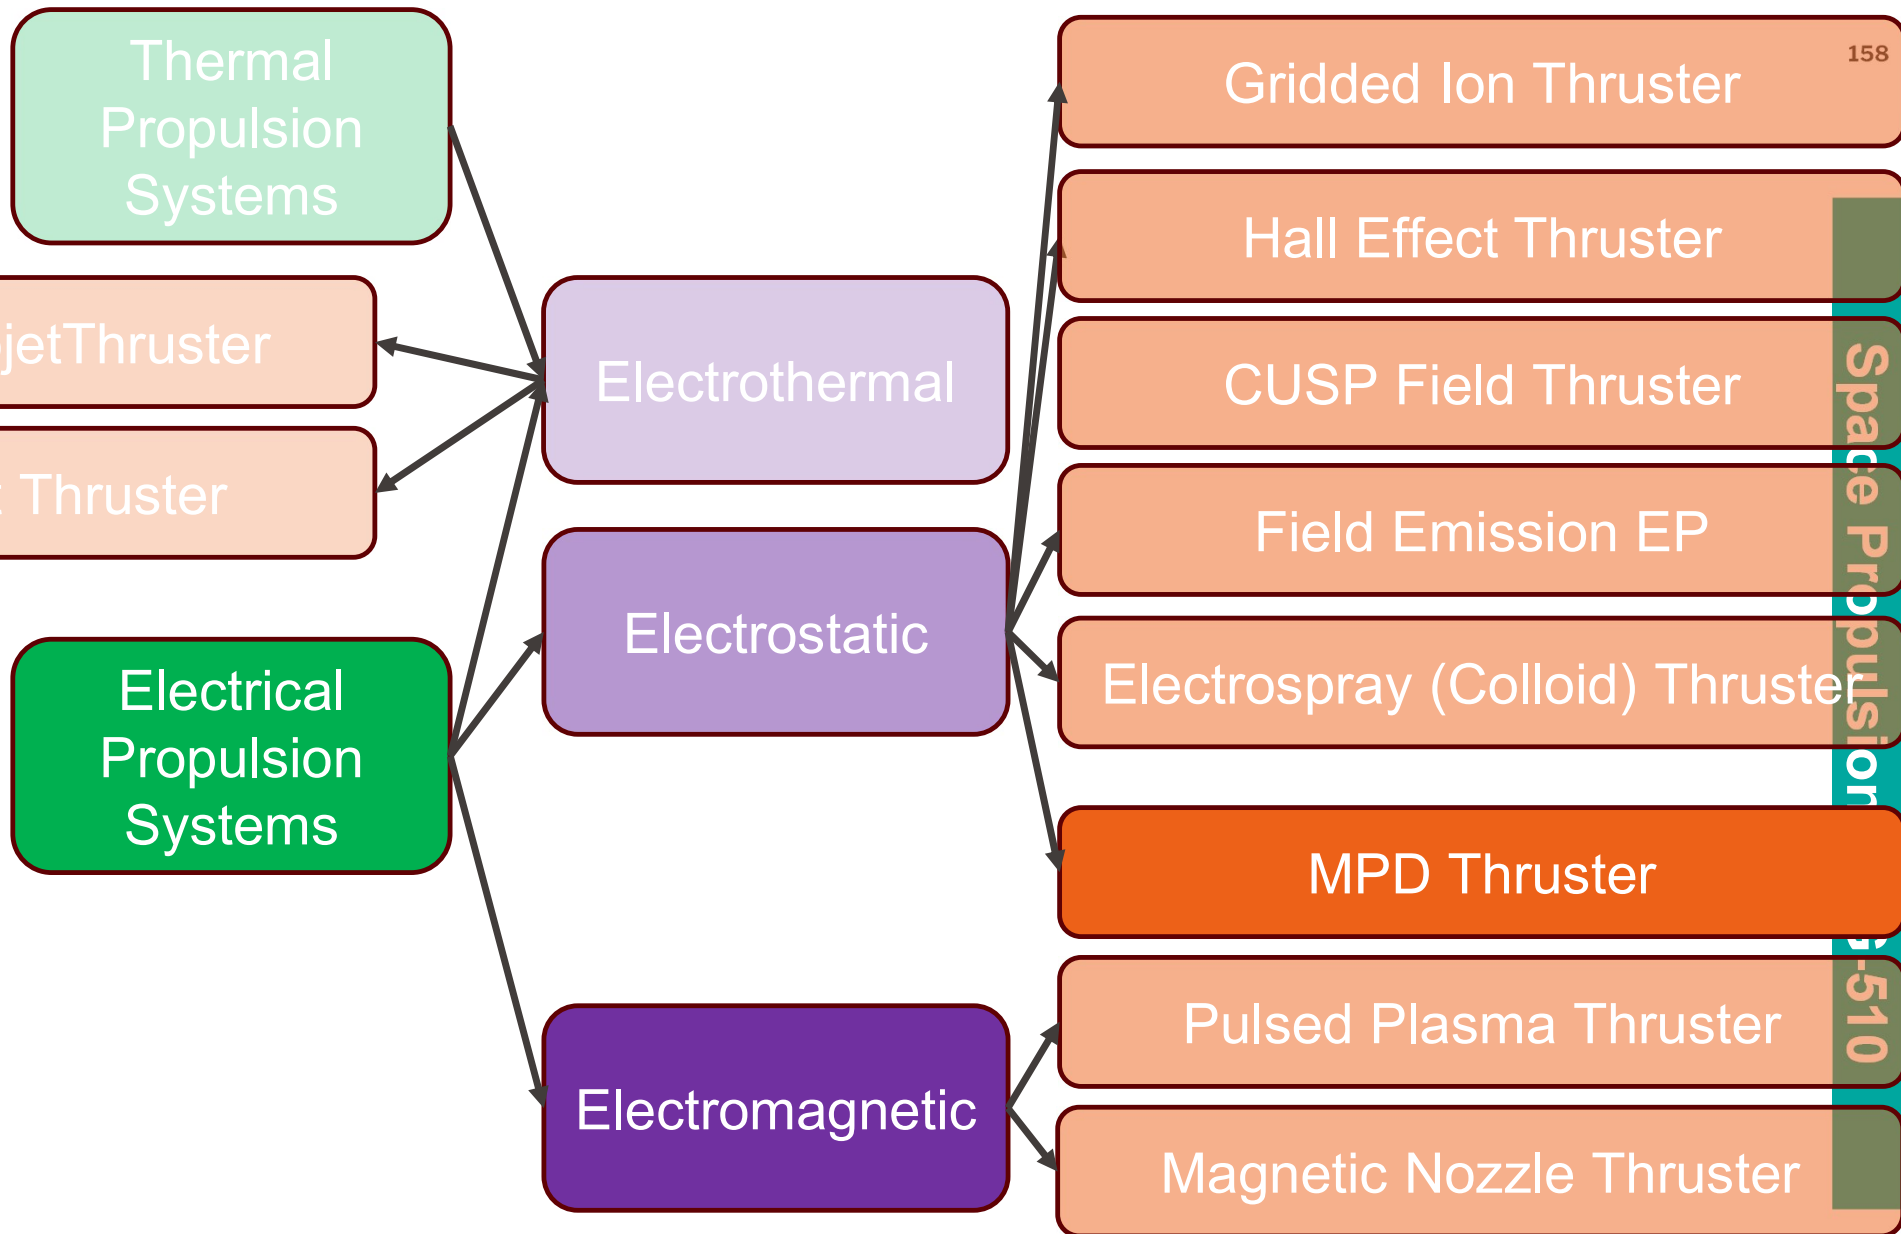 Thermal
Propulsion
Systems
jetThruster
Thruster
Electrical
Propulsion
Systems
Electrothermal
Electrostatic
Electromagnetic
158
Gridded Ion Thruster
Hall Effect Thruster
CUSP Field Thruster
Field Emission EP
Electrospray (Colloid) Thruster
MPD Thruster
Pulsed Plasma Thruster
Magnetic Nozzle Thruster
Space Propulsion -510